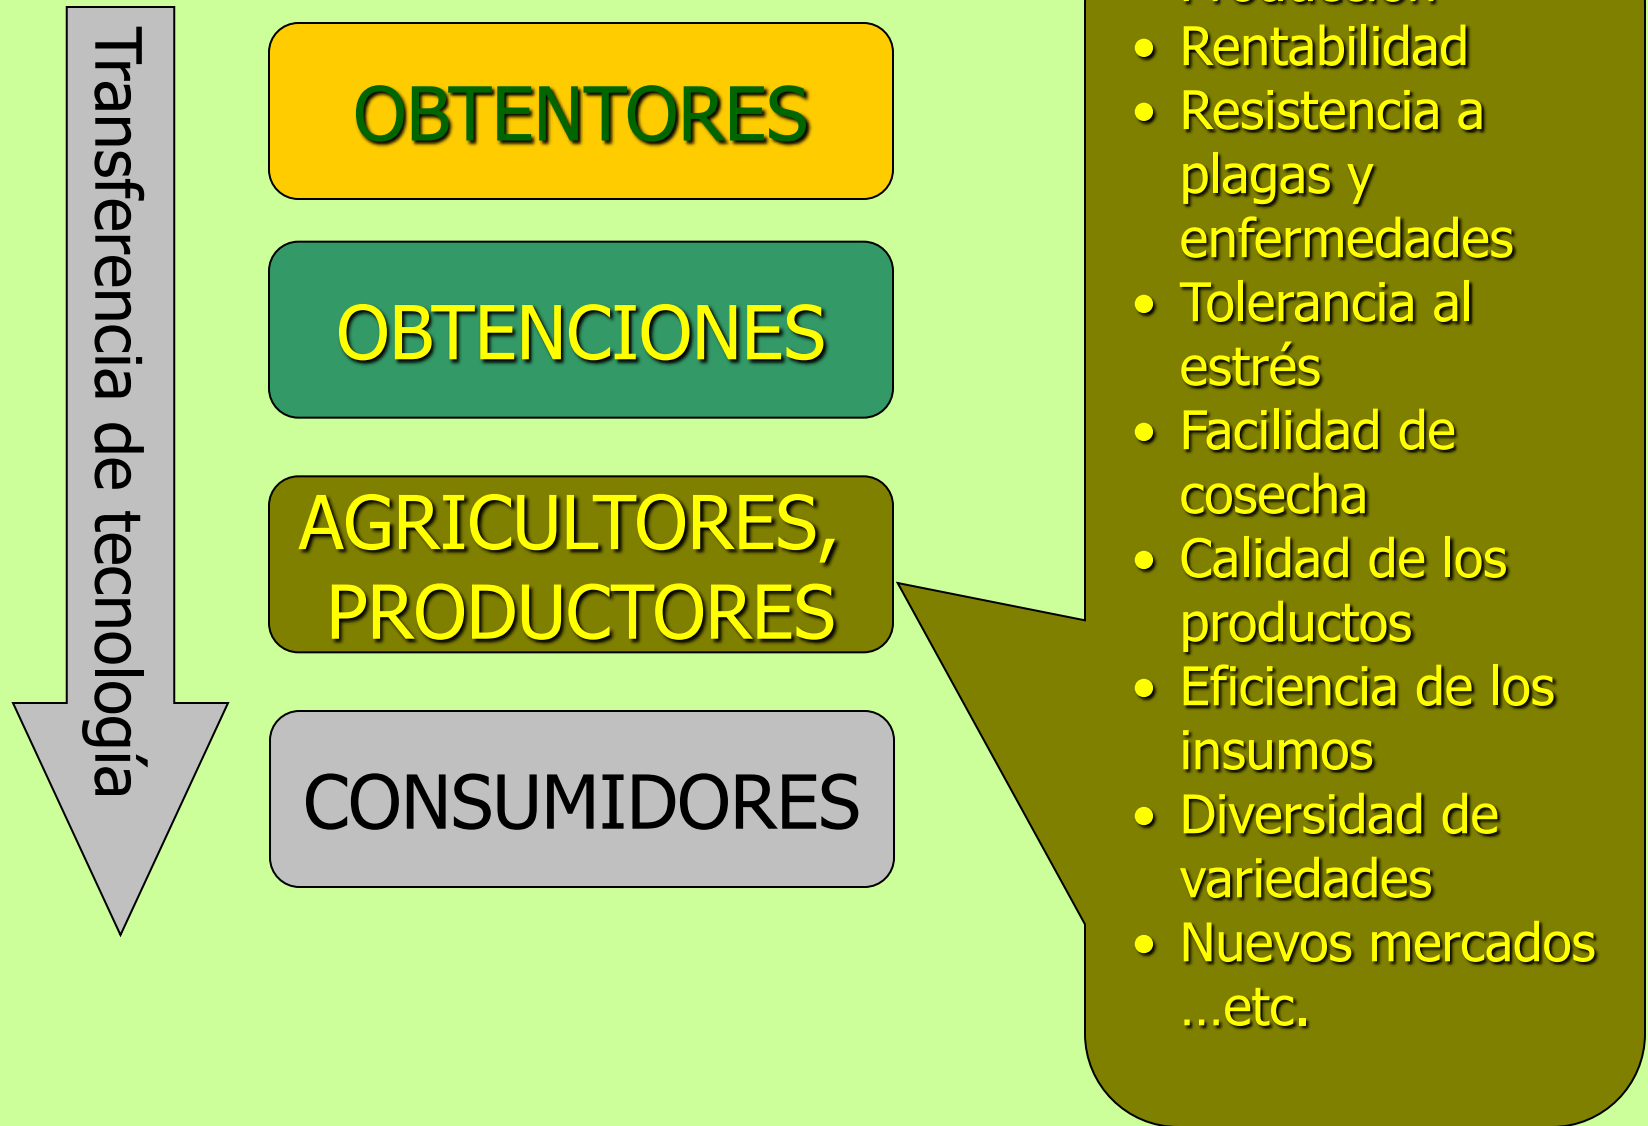 Transferencia de tecnología
OBTENTORES
OBTENCIONES
AGRICULTORES,
PRODUCTORES
CONSUMIDORES
• Rentabilidad
• Resistencia a
plagas y
enfermedades
• Tolerancia al
estrés
• Facilidad de
cosecha
• Calidad de los
productos
• Eficiencia de los
insumos
• Diversidad de
variedades
• Nuevos mercados
...etc.